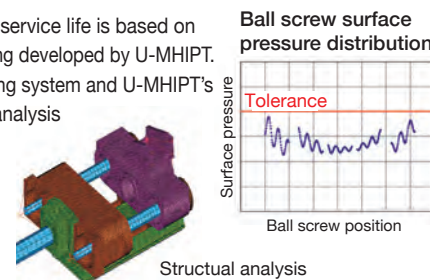 service life is based on
ng developed by U-MHIPT.
ng system and U-MHIPT's
analysis
Ball screw surface
pressure distribution
Tolerance
Surface pressure
Ball screw position
Structual analysis